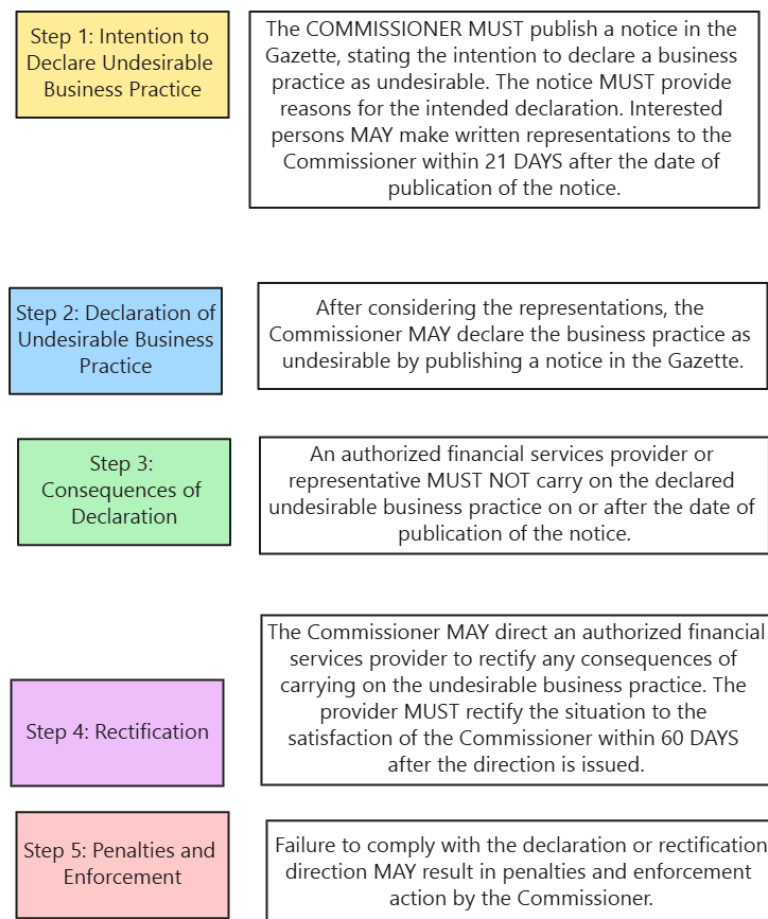 Step 1: Intention to
Declare Undesirable
Business Practice
The COMMISSIONER MUST publish a notice in the
Gazette, stating the intention to declare a business
practice as undesirable. The notice MUST provide
reasons for the intended declaration. Interested
persons MAY make written representations to the
Commissioner within 21 DAYS after the date of
publication of the notice.
Step 2: Declaration of
Undesirable Business
Practice
After considering the representations, the
Commissioner MAY declare the business practice as
undesirable by publishing a notice in the Gazette.
Step 3:
Consequences of
Declaration
An authorized financial services provider or
representative MUST NOT carry on the declared
undesirable business practice on or after the date of
publication of the notice.
Step 4: Rectification
The Commissioner MAY direct an authorized financial
services provider to rectify any consequences of
carrying on the undesirable business practice. The
provider MUST rectify the situation to the
satisfaction of the Commissioner within 60 DAYS
after the direction is issued.
Step 5: Penalties and
Enforcement
Failure to comply with the declaration or rectification
direction MAY result in penalties and enforcement
action by the Commissioner.